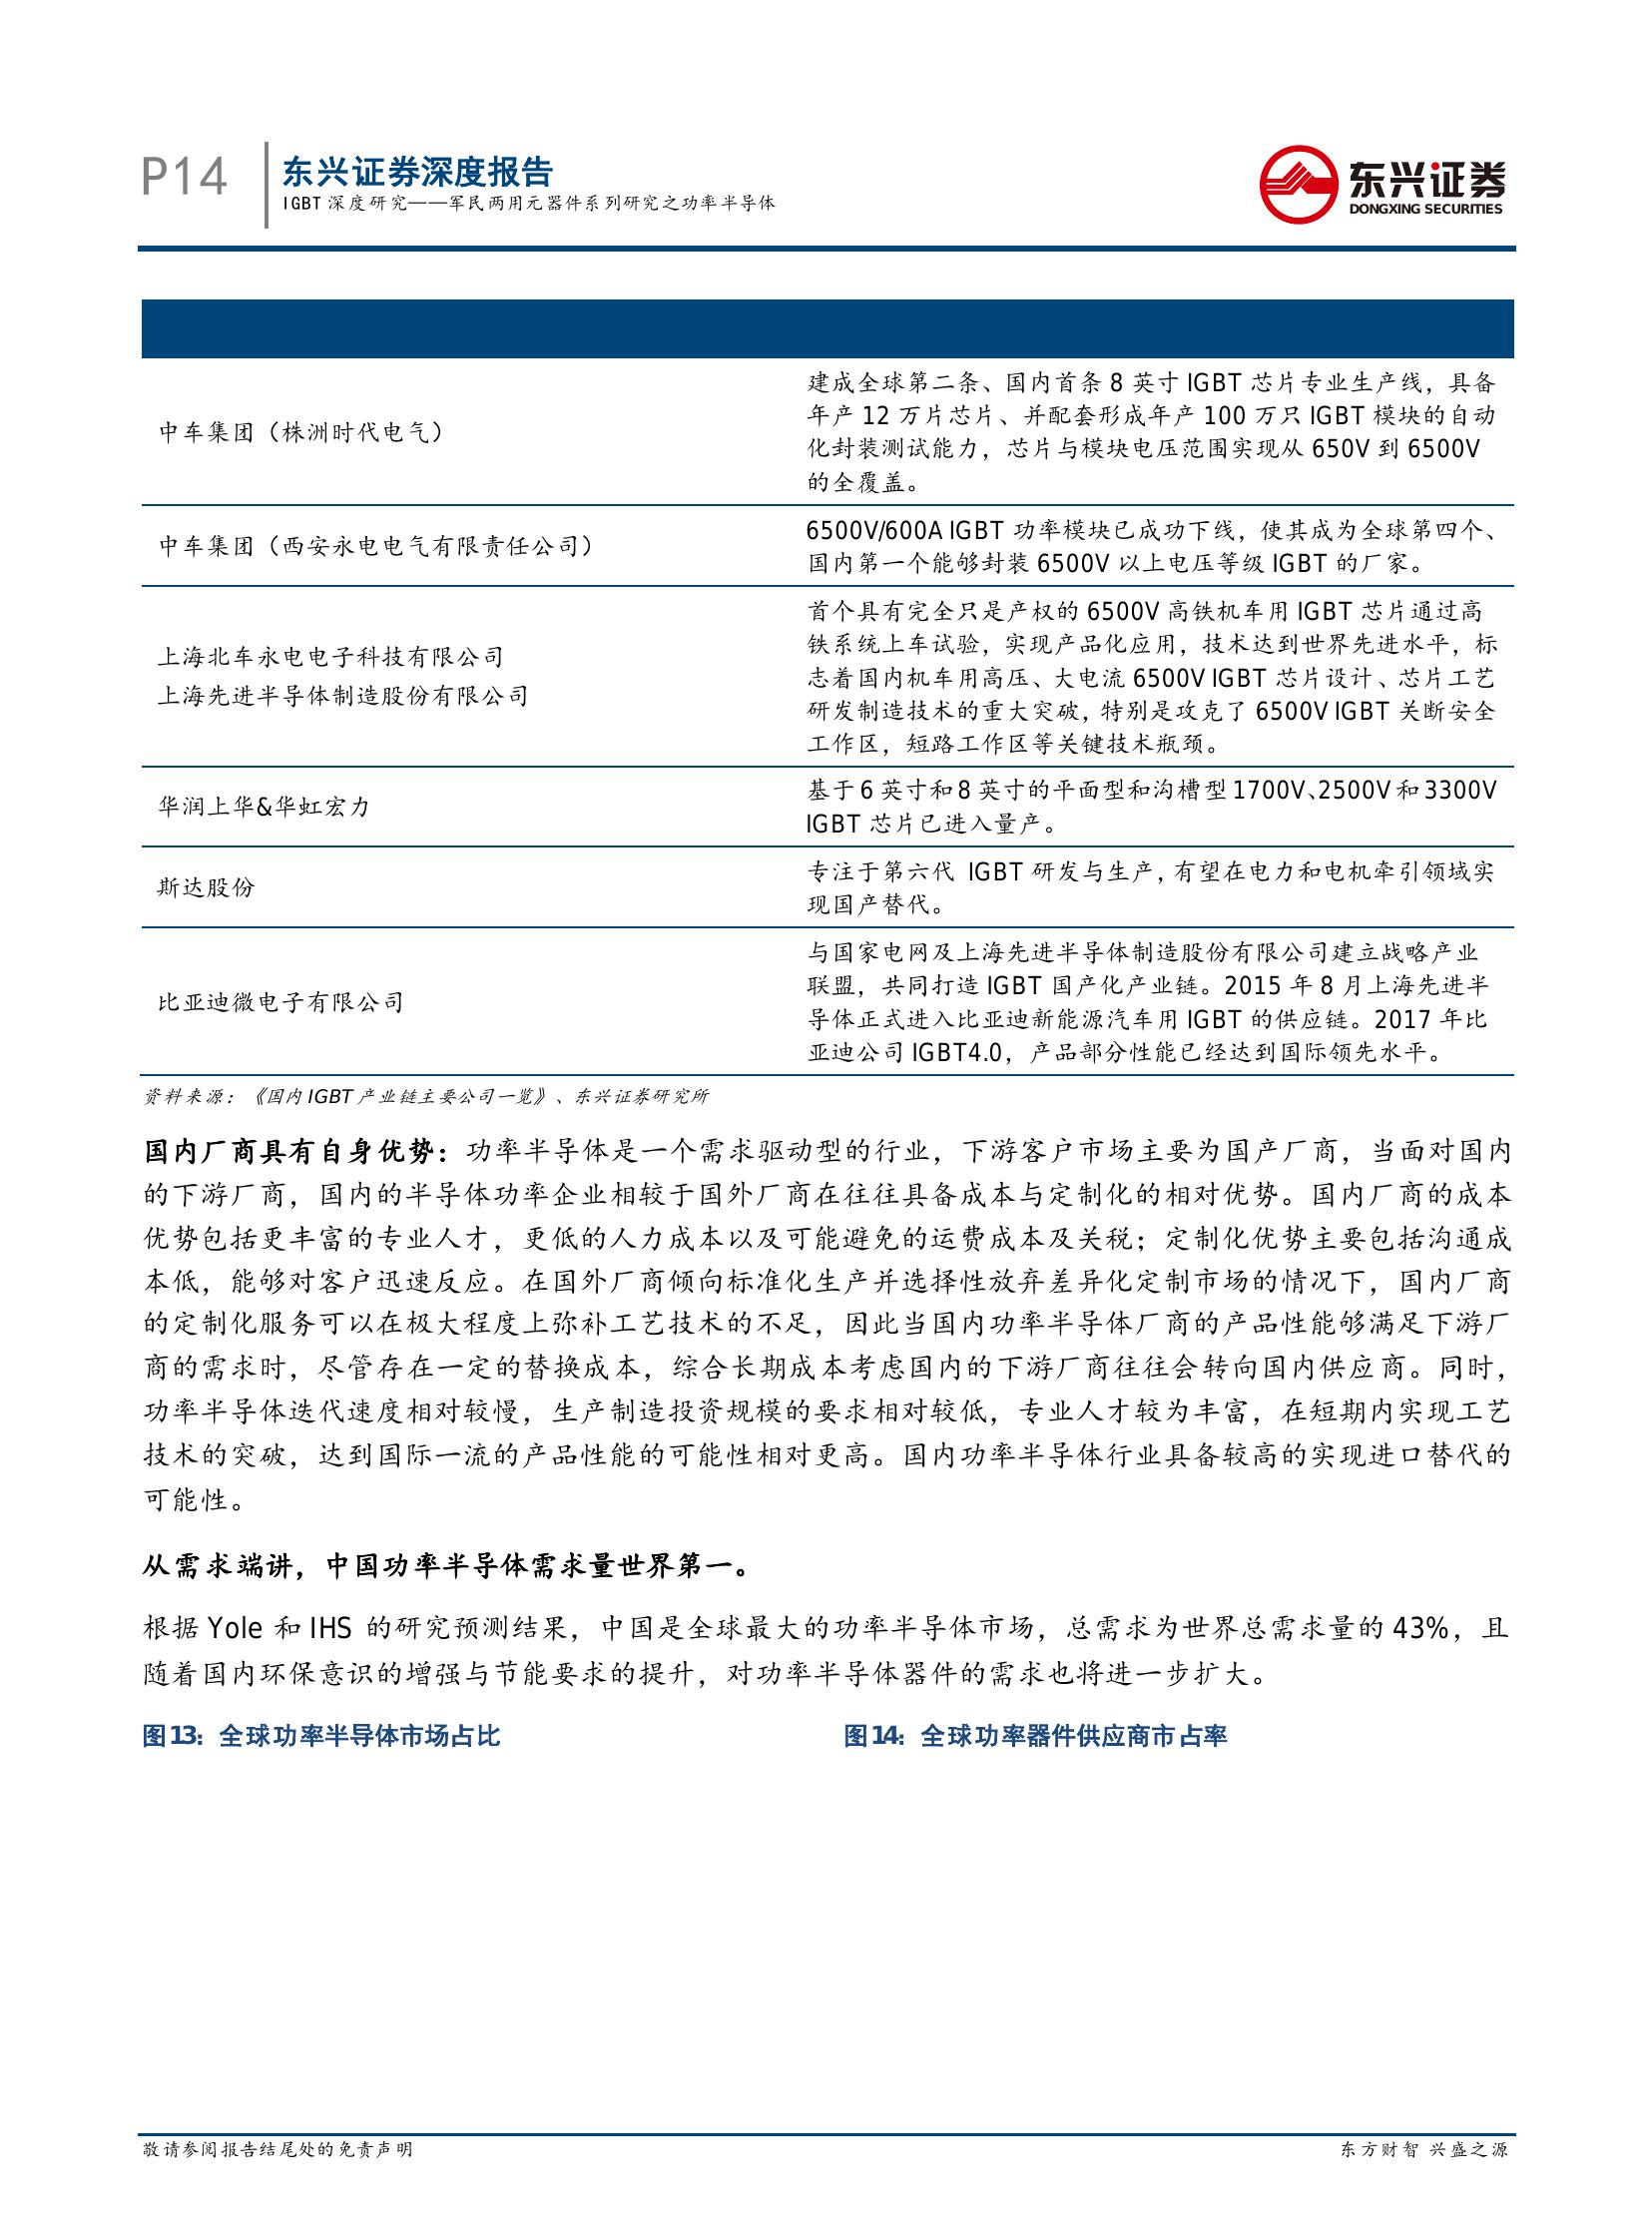 P14
东兴证券深度报告
IGBT 深度研究——军民两用元器件系列研究之功率半导体
东兴证券
DONGXING SECURITIES
中车集团（株洲时代电气）
建成全球第二条、国内首条 8 英寸 IGBT 芯片专业生产线，具备
年产 12 万片芯片、并配套形成年产 100 万只 IGBT 模块的自动
化封装测试能力，芯片与模块电压范围实现从 650V 到 6500V
的全覆盖。
中车集团（西安永电电气有限责任公司）
6500V/600A IGBT 功率模块已成功下线，使其成为全球第四个、
国内第一个能够封装 6500V 以上电压等级 IGBT 的厂家。
上海北车永电电子科技有限公司
上海先进半导体制造股份有限公司
首个具有完全只是产权的 6500V 高铁机车用 IGBT 芯片通过高
铁系统上车试验，实现产品化应用，技术达到世界先进水平，标
志着国内机车用高压、大电流 6500V IGBT 芯片设计、芯片工艺
研发制造技术的重大突破，特别是攻克了 6500V IGBT 关断安全
工作区，短路工作区等关键技术瓶颈。
华润上华&华虹宏力
基于 6 英寸和 8 英寸的平面型和沟槽型 1700V、2500V 和 3300V
IGBT 芯片已进入量产。
斯达股份
专注于第六代 IGBT 研发与生产，有望在电力和电机牵引领域实
现国产替代。
比亚迪微电子有限公司
与国家电网及上海先进半导体制造股份有限公司建立战略产业
联盟，共同打造 IGBT 国产化产业链。2015 年 8 月上海先进半
导体正式进入比亚迪新能源汽车用 IGBT 的供应链。2017 年比
亚迪公司 IGBT4.0，产品部分性能已经达到国际领先水平。
资料来源：《国内 IGBT 产业链主要公司一览》、东兴证券研究所
国内厂商具有自身优势：功率半导体是一个需求驱动型的行业，下游客户市场主要为国产厂商，当面对国内
的下游厂商，国内的半导体功率企业相较于国外厂商在往往具备成本与定制化的相对优势。国内厂商的成本
优势包括更丰富的专业人才，更低的人力成本以及可能避免的运费成本及关税；定制化优势主要包括沟通成
本低，能够对客户迅速反应。在国外厂商倾向标准化生产并选择性放弃差异化定制市场的情况下，国内厂商
的定制化服务可以在极大程度上弥补工艺技术的不足，因此当国内功率半导体厂商的产品性能够满足下游厂
商的需求时，尽管存在一定的替换成本，综合长期成本考虑国内的下游厂商往往会转向国内供应商。同时，
功率半导体迭代速度相对较慢，生产制造投资规模的要求相对较低，专业人才较为丰富，在短期内实现工艺
技术的突破，达到国际一流的产品性能的可能性相对更高。国内功率半导体行业具备较高的实现进口替代的
可能性。
从需求端讲，中国功率半导体需求量世界第一。
根据 Yole 和 IHS 的研究预测结果，中国是全球最大的功率半导体市场，总需求为世界总需求量的 43%，且
随着国内环保意识的增强与节能要求的提升，对功率半导体器件的需求也将进一步扩大。
图13：全球功率半导体市场占比
图14：全球功率器件供应商市占率
敬请参阅报告结尾处的免责声明
东方财智 兴盛之源